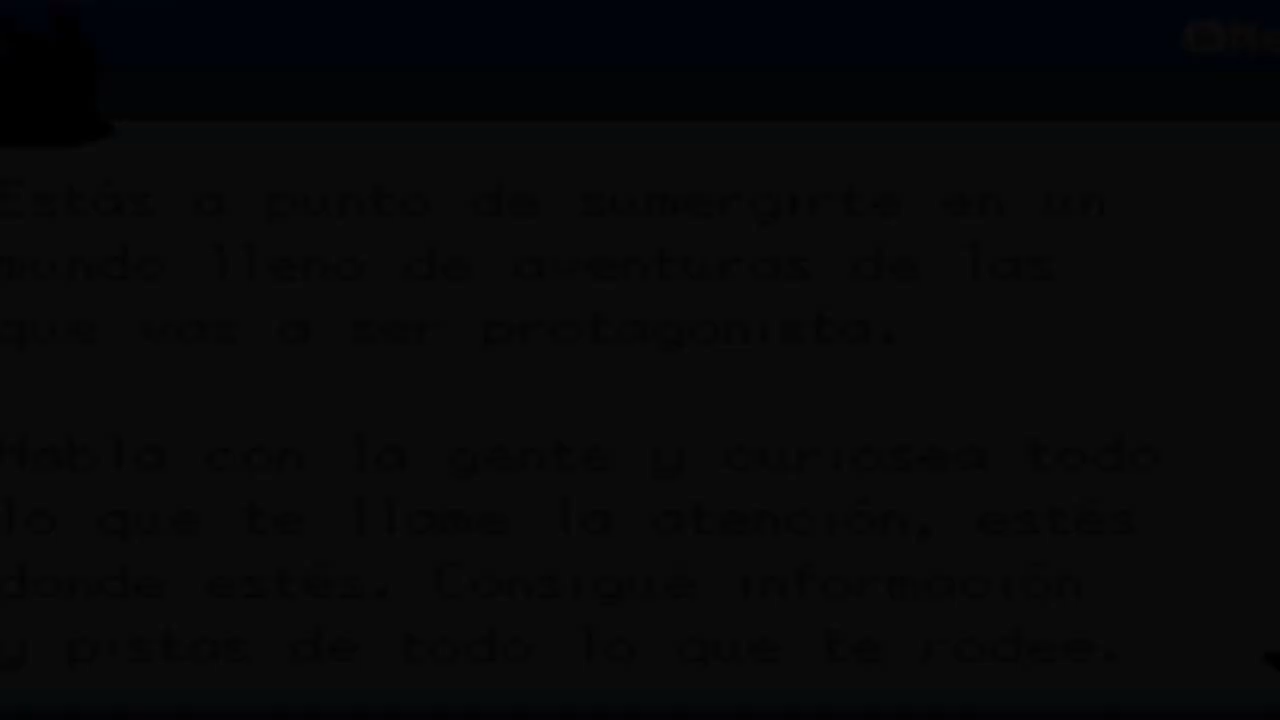 Estás a punto de sumergirte en un
mundo lleno de aventuras de las
que vas a ser protagonista.
Habla con la gente y curiosea todo
lo que te llame la atención, estés
donde estés. Consigue información
y pistas de todo lo que te rodee.